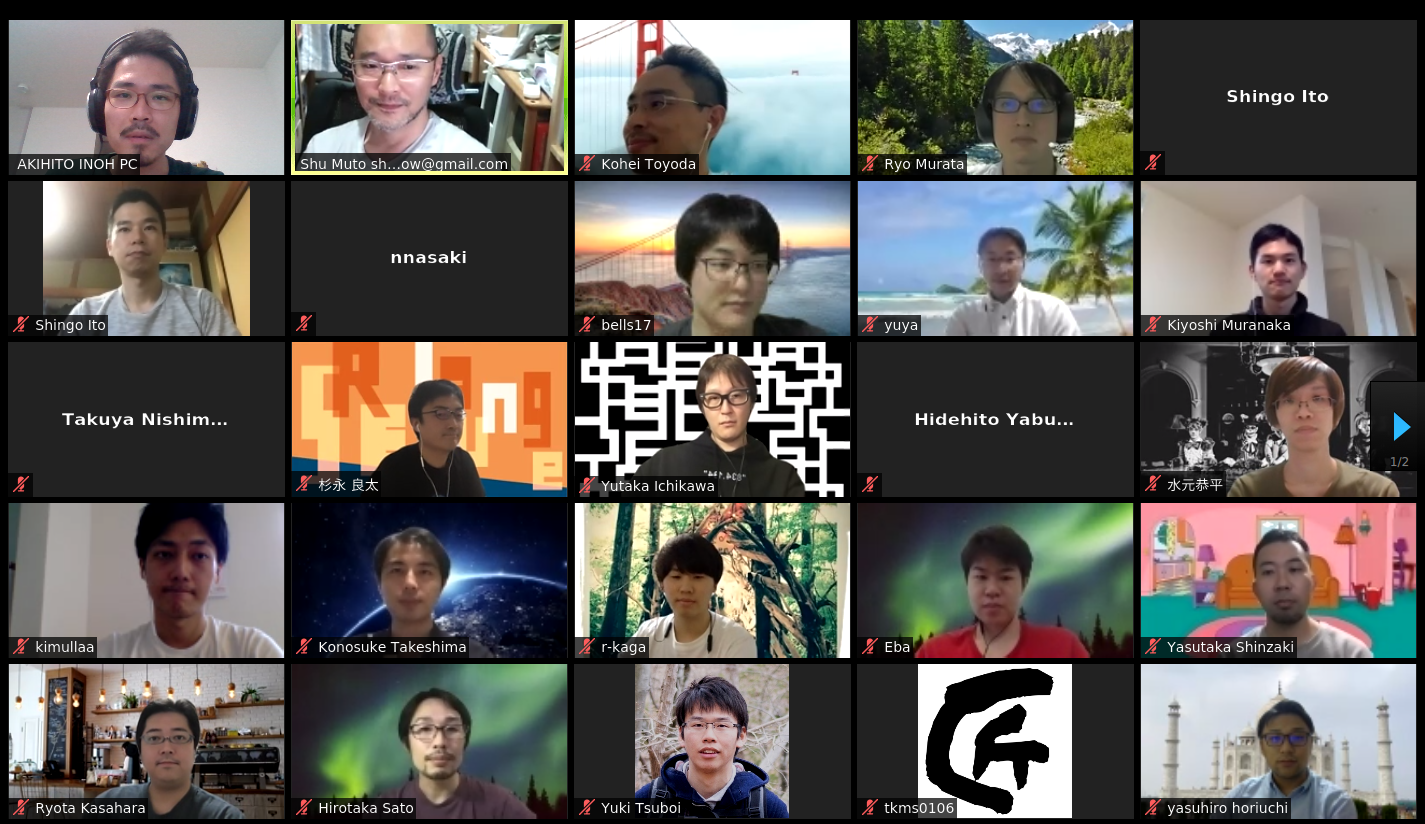 AKIHITO INOH PC
Shu Muto sh...ow@gmail.com
Kohei Toyoda
Ryo Murata
Shingo Ito
Shingo Ito
nnasaki
bells17
yuya
Kiyoshi Muranaka
Takuya Nishim...
杉永 良太
Yutaka Ichikawa
Hidehito Yabu...
水元恭平
1/2
kimullaa
Konosuke Takeshima
r-kaga
Eba
Yasutaka Shinzaki
Ryota Kasahara
Hirotaka Sato
Yuki Tsuboi
tkms0106
yasuhiro horiuchi